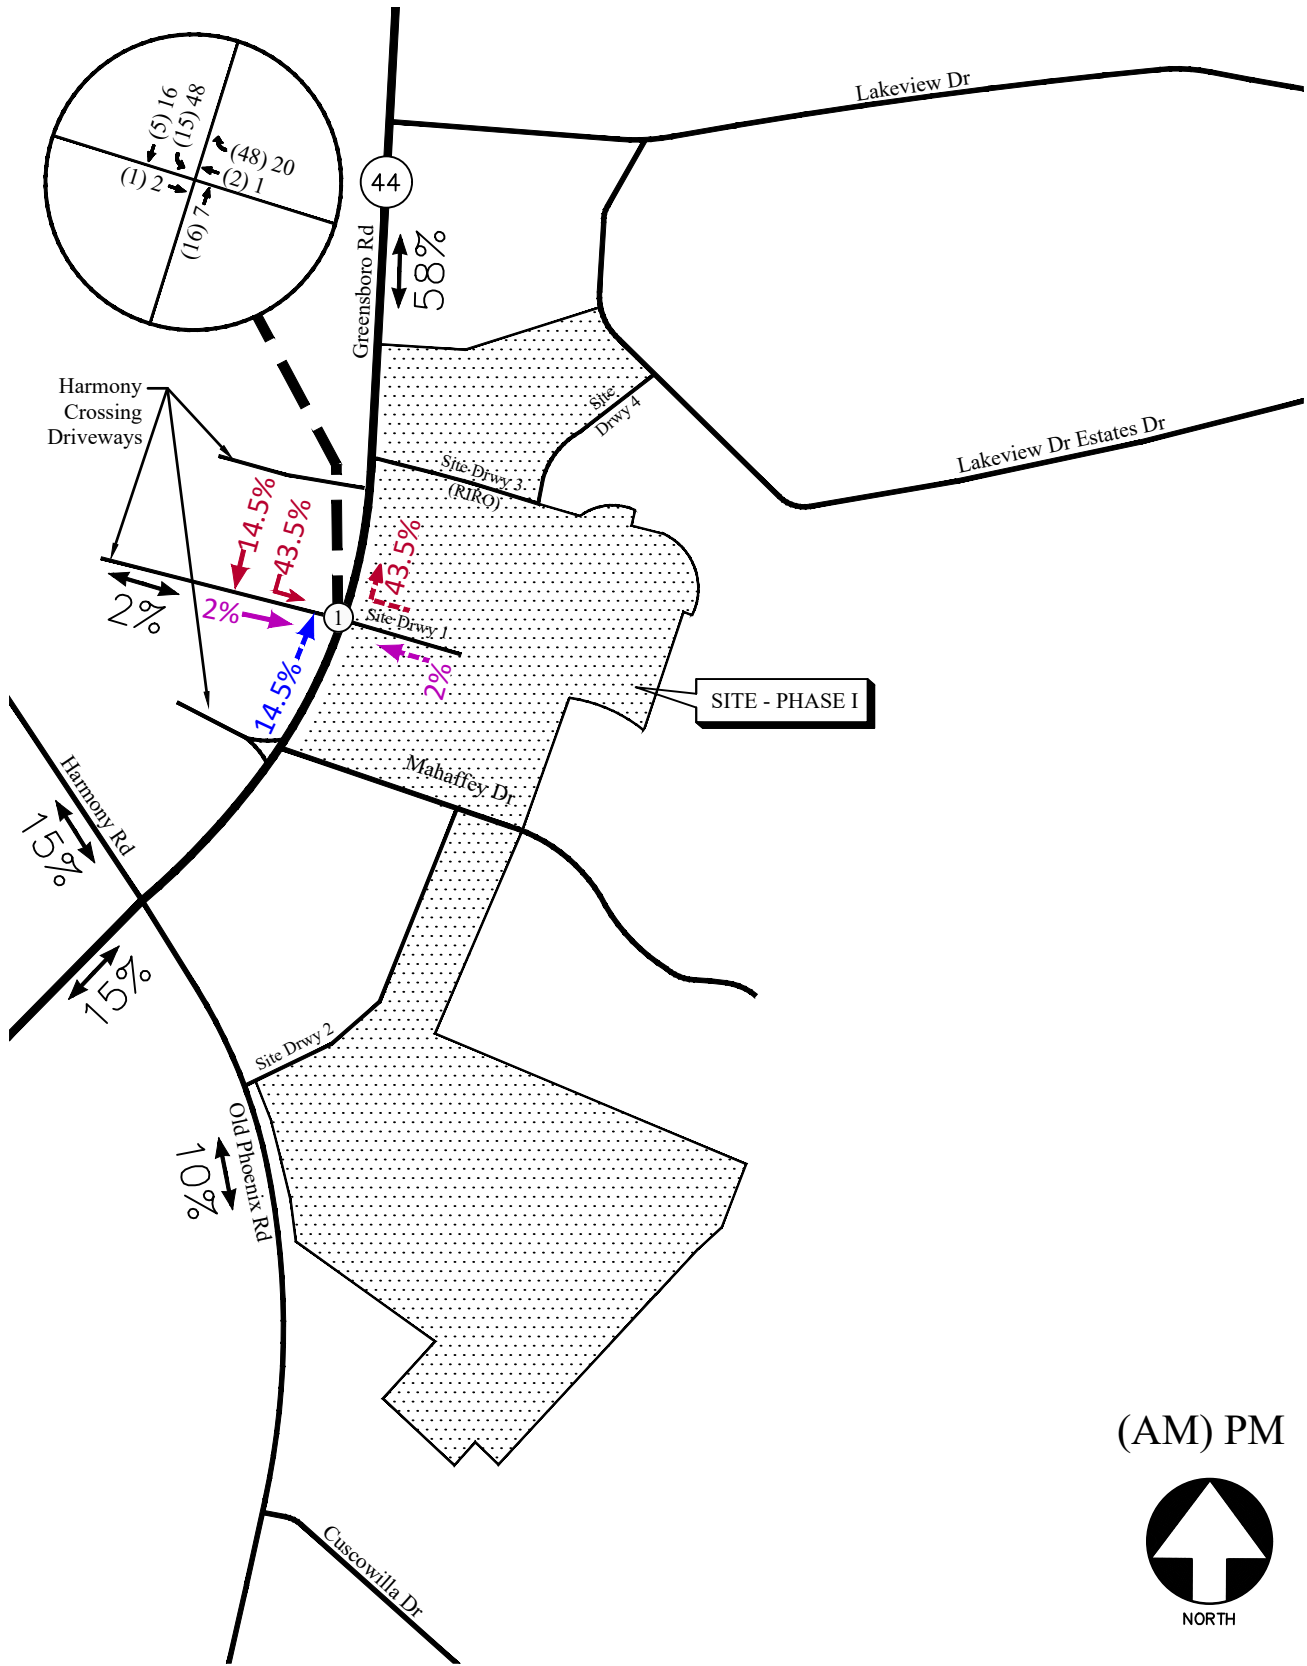 Lakeview Dr
(5) 16
(15) 48
(48) 20
(2) 1
(1) 2
(16) 7
44
Greensboro Rd
58%
Harmony
Crossing
Driveways
Site
Drwy 4
Lakeview Dr Estates Dr
Site Drwy 3
(RIRO)
14.5%
43.5%
43.5%
2%
2%
1
Site Drwy 1
2%
14.5%
SITE - PHASE I
Mahaffey Dr
Harmony Rd
15%
15%
Site Drwy 2
Old Phoenix Rd
10%
(AM) PM
Cuscowilla Dr
NORTH